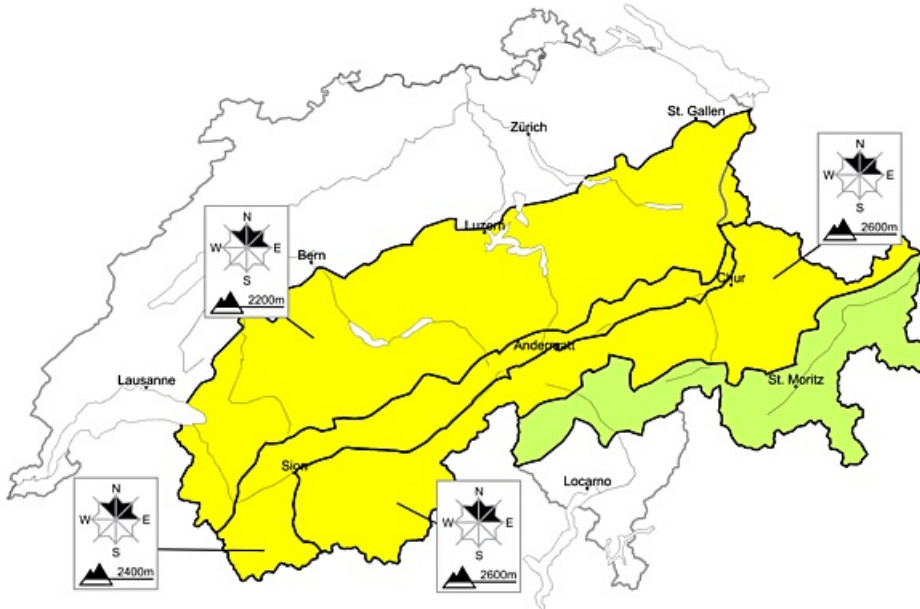 St. Gallen
Zürich
N
W E
S
2600m
N
W E
S
2200m
Luzern
Bern
Chur
Andermatt
Lausanne
St. Moritz
Sion
Locarno
N
W E
S
2400m
N
W E
S
2600m